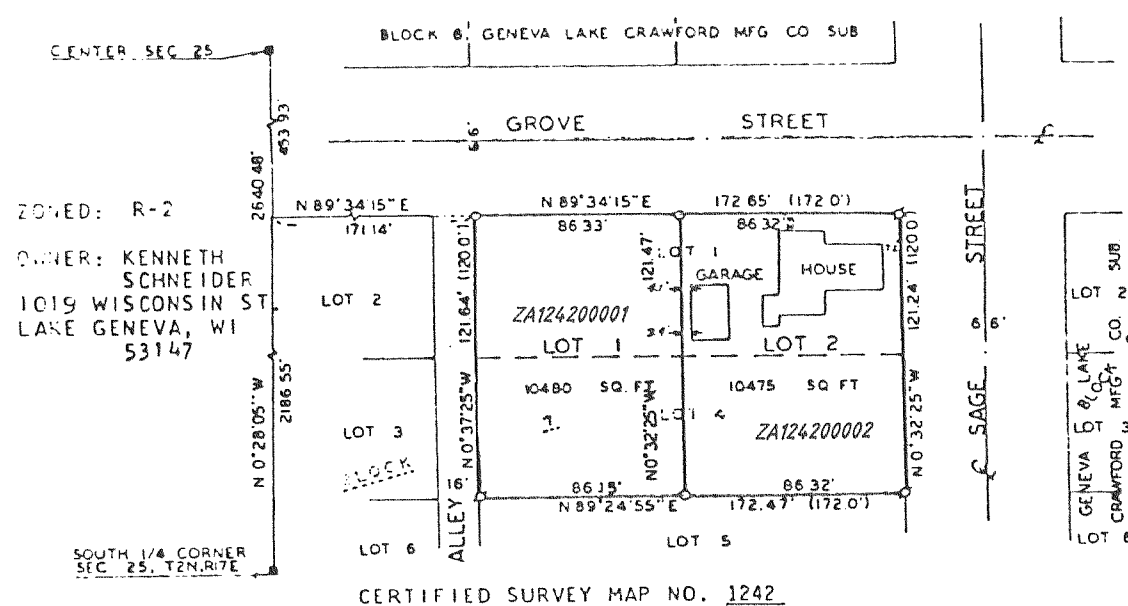 BLOCK 6, GENEVA LAKE CRAWFORD MFG CO SUB
CENTER SEC 25
453 93'
2640 48'
66'
GROVE STREET
ZONED: R-2
N 89°34'15"E
171.14'
N 89°34'15"E 172 65' (172 0')
86 33'
86 32'
OWNER: KENNETH
SCHNEIDER
1019 WISCONSIN ST.
LAKE GENEVA, WI
53147
LOT 2
121.64' (120 0')
121.47'
LOT 1
GARAGE
HOUSE
121.24' (120 0')
ZA124200001
LOT 1
LOT 2
STREET
66'
SAGE
LOT 2
10480 SQ. FT
10475 SQ FT
LOT 4
ZA124200002
N 0°28'05"W
2186 55'
LOT 3
BLOCK
N 0°37'25"W
N0°32'25"W
N 0°32'25"W
GENEVA LAKE
BLOCK
CRAWFORD MFG CO. SUB
LOT 3
16'
ALLEY
86 15'
86 32'
N 89°24'55"E 172.47' (172.0')
LOT 6
LOT 5
LOT 6
SOUTH 1/4 CORNER
SEC 25, T2N,R17E
CERTIFIED SURVEY MAP NO. 1242